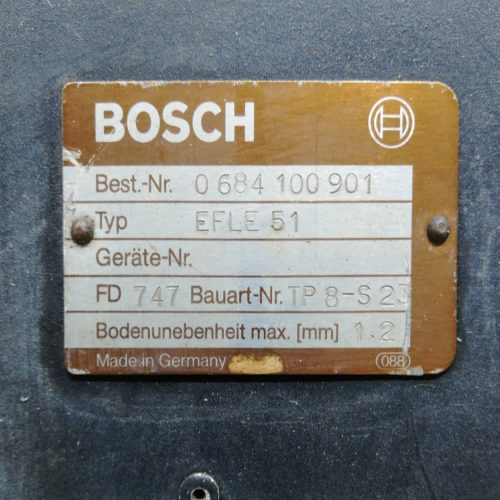 BOSCH
Best.-Nr. 0 684 100 901
Typ EFLE 51
Geräte-Nr.
FD 747 Bauart-Nr. TP 8-S 23
Bodenunebenheit max. [mm] 1.2
Made in Germany 088